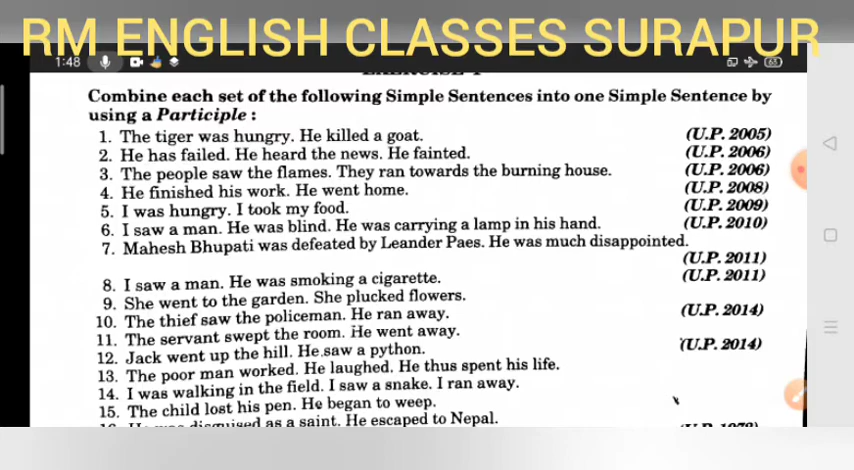 RM ENGLISH CLASSES SURAPUR
1:48 63
Combine each set of the following Simple Sentences into one Simple Sentence by
using a Participle :
1. The tiger was hungry. He killed a goat. (U.P. 2005)
2. He has failed. He heard the news. He fainted. (U.P. 2006)
3. The people saw the flames. They ran towards the burning house. (U.P. 2006)
4. He finished his work. He went home. (U.P. 2008)
5. I was hungry. I took my food. (U.P. 2009)
6. I saw a man. He was blind. He was carrying a lamp in his hand. (U.P. 2010)
7. Mahesh Bhupati was defeated by Leander Paes. He was much disappointed.
(U.P. 2011)
8. I saw a man. He was smoking a cigarette. (U.P. 2011)
9. She went to the garden. She plucked flowers.
10. The thief saw the policeman. He ran away. (U.P. 2014)
11. The servant swept the room. He went away.
12. Jack went up the hill. He saw a python. (U.P. 2014)
13. The poor man worked. He laughed. He thus spent his life.
14. I was walking in the field. I saw a snake. I ran away.
15. The child lost his pen. He began to weep.
as a saint. He escaped to Nepal.